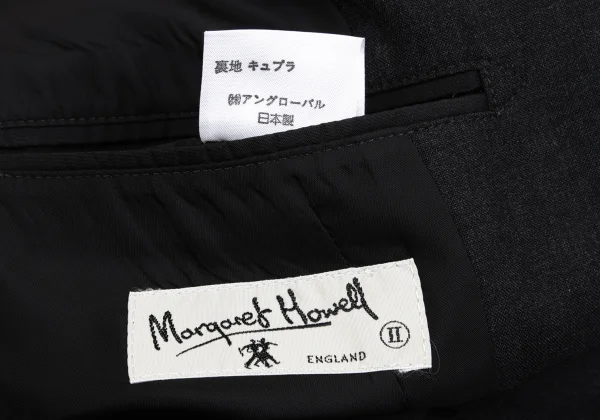 裏地 キュプラ
㈱アングローバル
日本製
Margaret Howell
ENGLAND
II